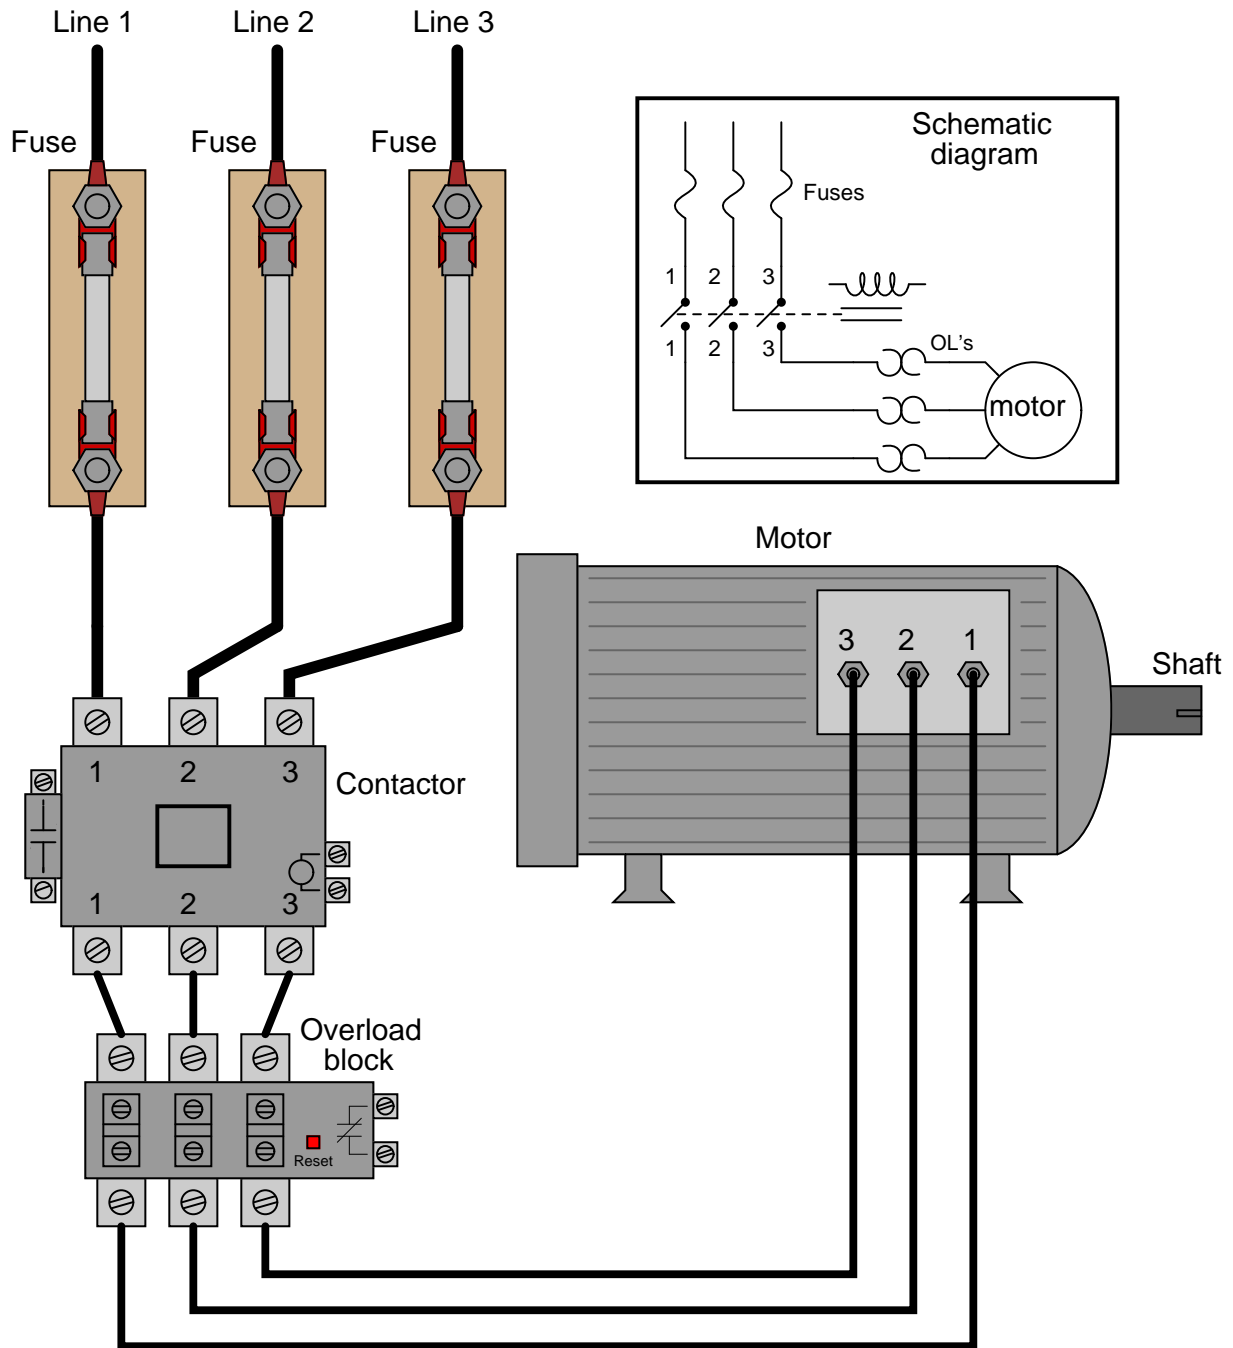 Line 1
Line 2
Line 3
Fuse
Fuse
Fuse
Schematic
diagram
Fuses
1
2
3
1
2
3
OL's
motor
Motor
3
2
1
Shaft
1
2
3
Contactor
1
2
3
Overload
block
Reset